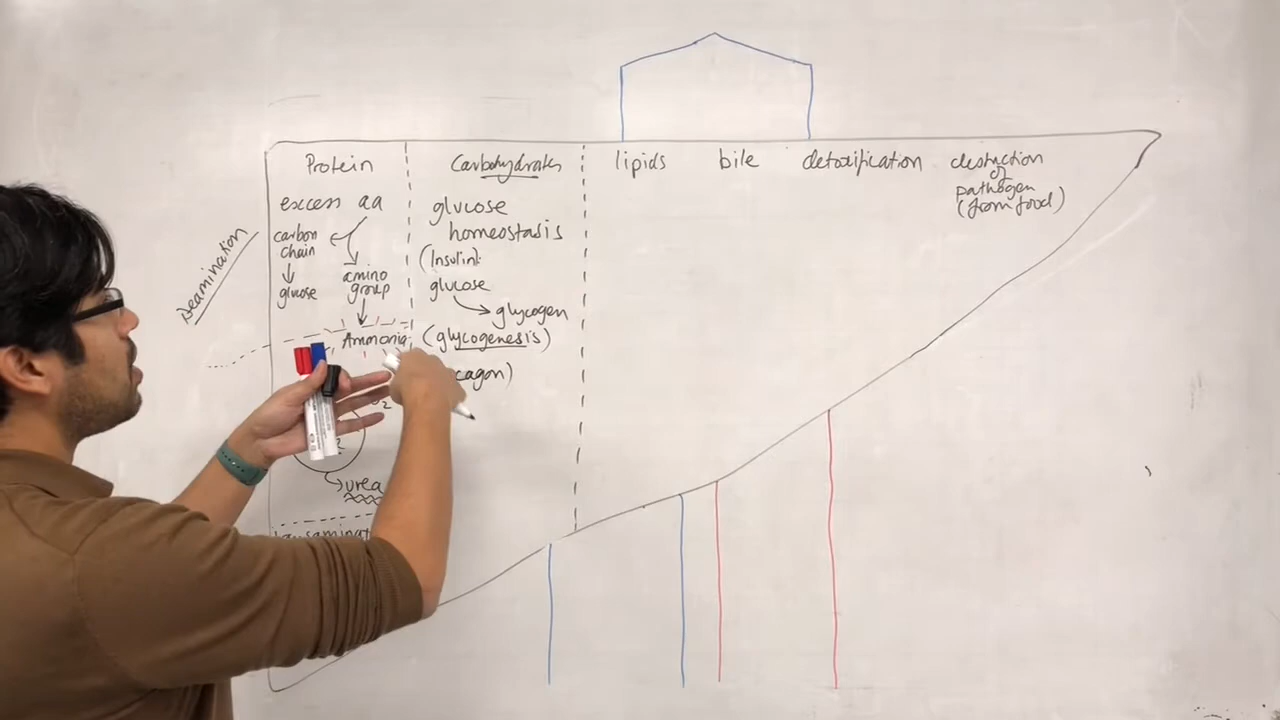 Protein
excess aa
carbon
chain
glucose
amino
group
Ammonia
urea
Deamination
Carbohydrates
glucose
homeostasis
(Insulin):
glucose
glycogen
(glycogenesis)
cagon)
lipids
bile
detoxification
destruction
of
pathogen
(from food)